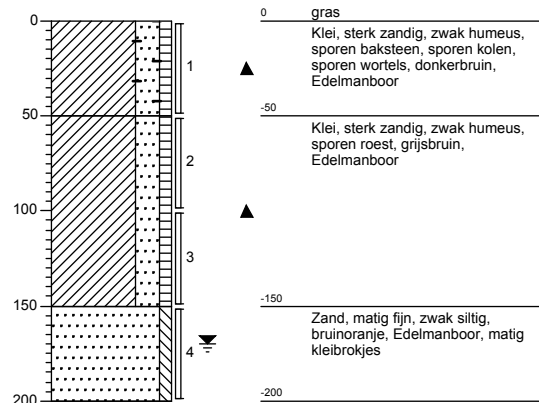 0
50
100
150
200
1
2
3
4
0
gras
Klei, sterk zandig, zwak humeus,
sporen baksteen, sporen kolen,
sporen wortels, donkerbruin,
Edelmanboor
-50
Klei, sterk zandig, zwak humeus,
sporen roest, grijsbruin,
Edelmanboor
-150
Zand, matig fijn, zwak siltig,
bruinoranje, Edelmanboor, matig
kleibrokjes
-200